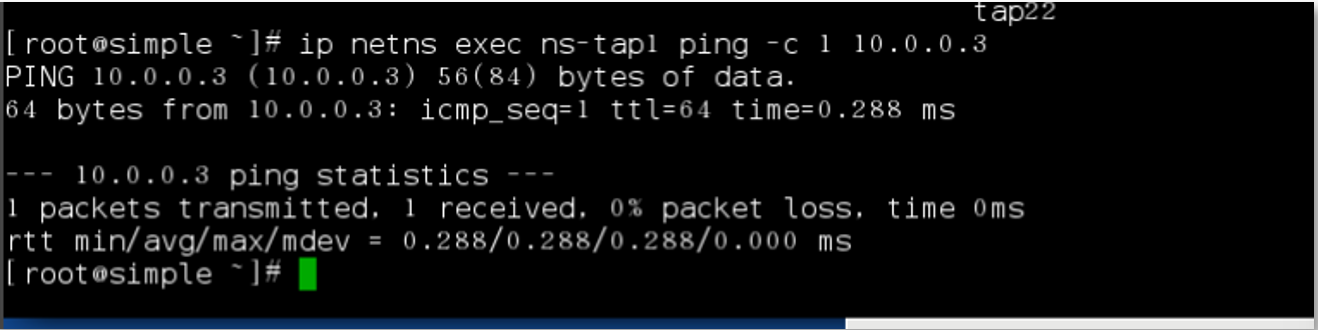 tap22
[root@simple ~]# ip netns exec ns-tap1 ping -c 1 10.0.0.3
PING 10.0.0.3 (10.0.0.3) 56(84) bytes of data.
64 bytes from 10.0.0.3: icmp_seq=1 ttl=64 time=0.288 ms
--- 10.0.0.3 ping statistics ---
1 packets transmitted, 1 received, 0% packet loss, time 0ms
rtt min/avg/max/mdev = 0.288/0.288/0.288/0.000 ms
[root@simple ~]#